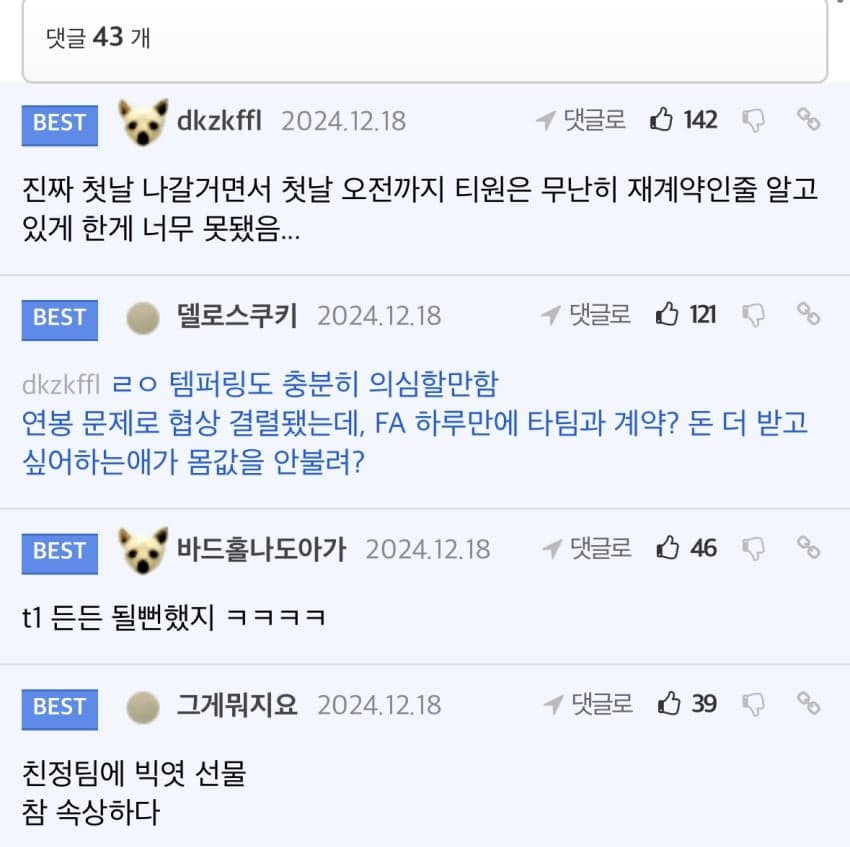 댓글 43 개
BEST dkzkffl 2024.12.18 댓글로 142
진짜 첫날 나갈거면서 첫날 오전까지 티원은 무난히 재계약인줄 알고
있게 한게 너무 못됐음...
BEST 델로스쿠키 2024.12.18 댓글로 121
dkzkffl ㄹㅇ 템퍼링도 충분히 의심할만함
연봉 문제로 협상 결렬됐는데, FA 하루만에 타팀과 계약? 돈 더 받고
싶어하는애가 몸값을 안불려?
BEST 바드홀나도아가 2024.12.18 댓글로 46
t1 든든 될뻔했지 ㅋㅋㅋㅋ
BEST 그게뭐지요 2024.12.18 댓글로 39
친정팀에 빅엿 선물
참 속상하다